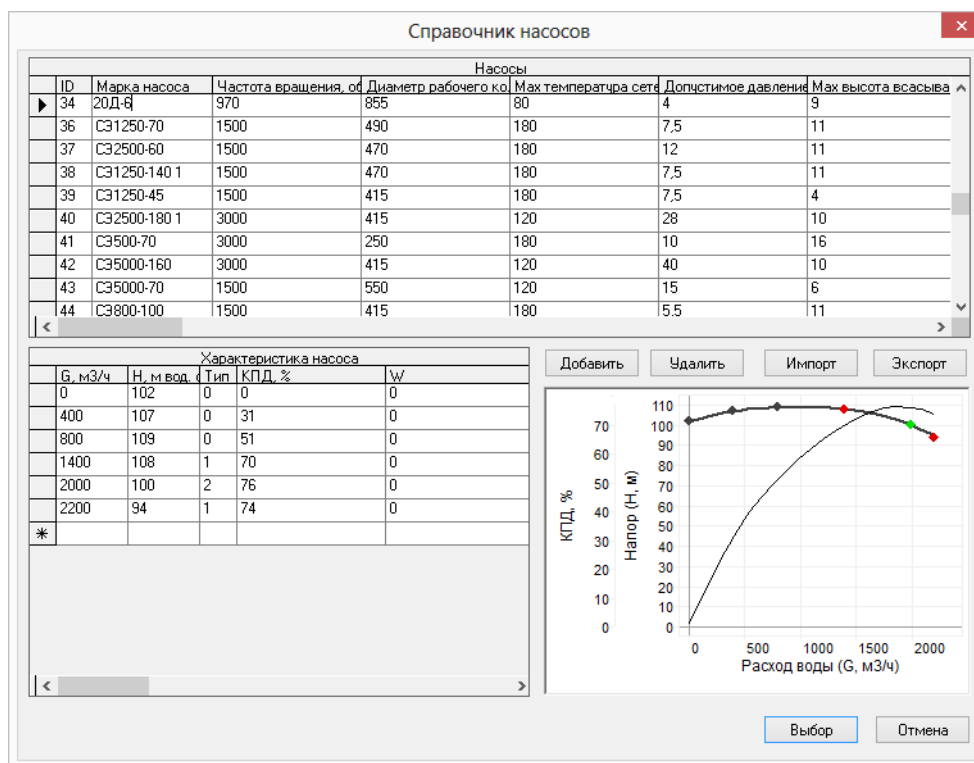 Справочник насосов
Насосы
ID Марка насоса Частота вращения, об Диаметр рабочего ко Max температура сете Допустимое давление Max высота всасыва
34 20Д-6 970 855 80 4 9
36 СЭ1250-70 1500 490 180 7,5 11
37 СЭ2500-60 1500 470 180 12 11
38 СЭ1250-140 1 1500 470 180 7,5 11
39 СЭ1250-45 1500 415 180 7,5 4
40 СЭ2500-180 1 3000 415 120 28 10
41 СЭ500-70 3000 250 180 10 16
42 СЭ5000-160 3000 415 120 40 10
43 СЭ5000-70 1500 550 120 15 6
44 СЭ800-100 1500 415 180 5,5 11
Характеристика насоса
G, м3/ч H, м вод. Тип КПД, % W
0 102 0 0 0
400 107 0 31 0
800 109 0 51 0
1400 108 1 70 0
2000 100 2 76 0
2200 94 1 74 0
Добавить Удалить Импорт Экспорт
КПД, %
70
60
50
40
30
20
10
0
Напор (H, м)
110
100
90
80
70
60
50
40
30
20
10
0
0 500 1000 1500 2000
Расход воды (G, м3/ч)
Выбор Отмена